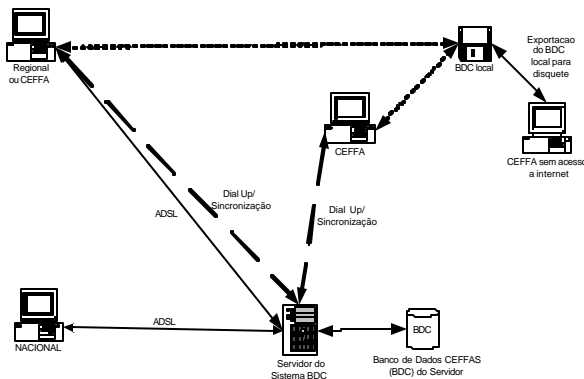 Regional
ou CEFFA
BDC local
Exportacao
do BDC
local para
disquete
CEFFA
CEFFA sem acesso
a internet
Dial Up/
Sincronização
ADSL
Dial Up/
Sincronização
NACIONAL
ADSL
Servidor do
Sistema BDC
BDC
Banco de Dados CEFFAS
(BDC) do Servidor